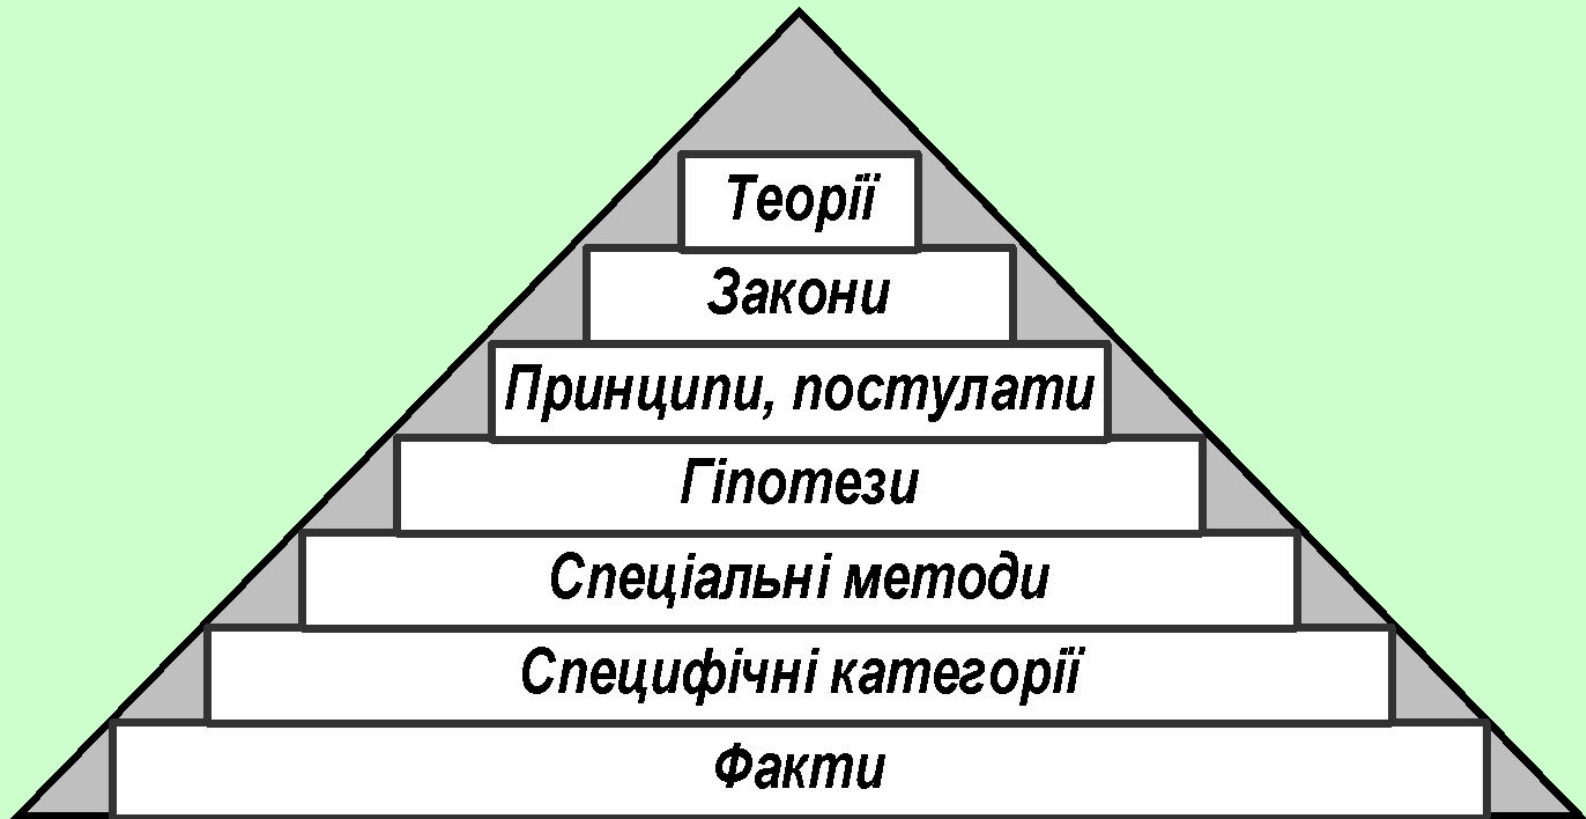 Теорії
Закони
Принципи, постулати
Гіпотези
Спеціальні методи
Специфічні категорії
Факти